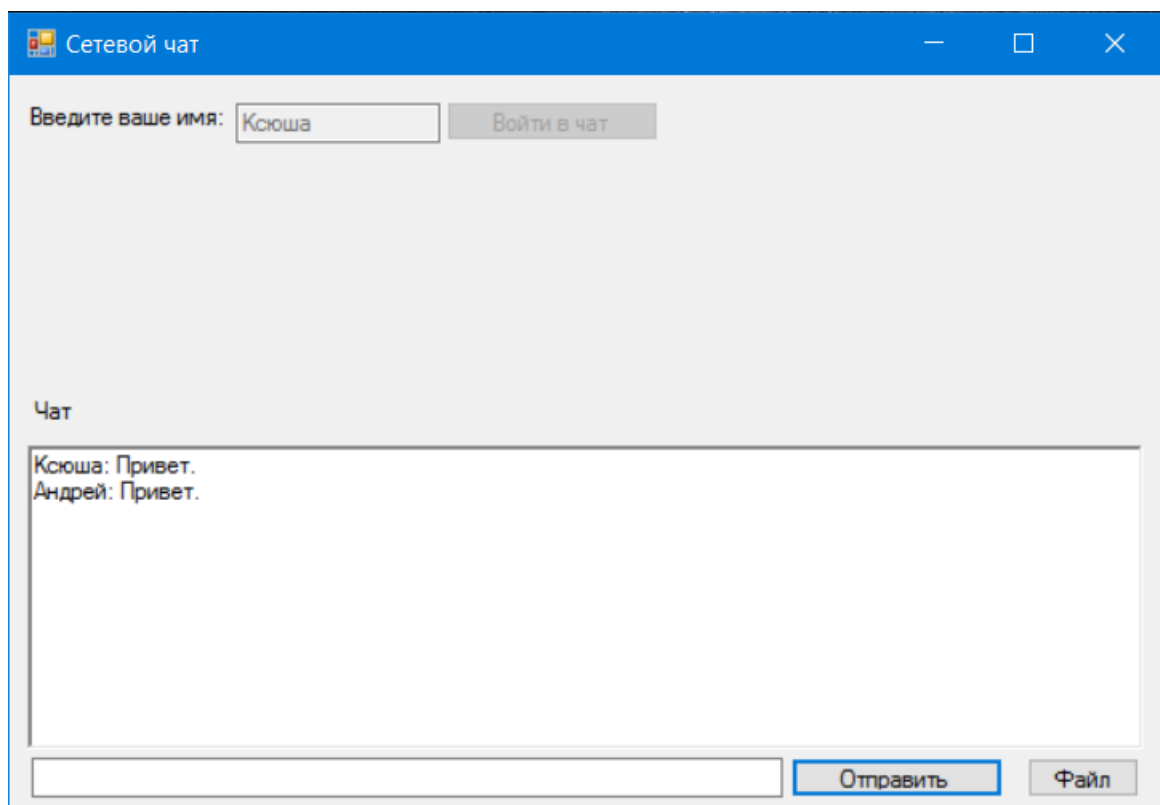 Сетевой чат
Введите ваше имя: Ксюша Войти в чат
Чат
Ксюша: Привет.
Андрей: Привет.
Отправить Файл